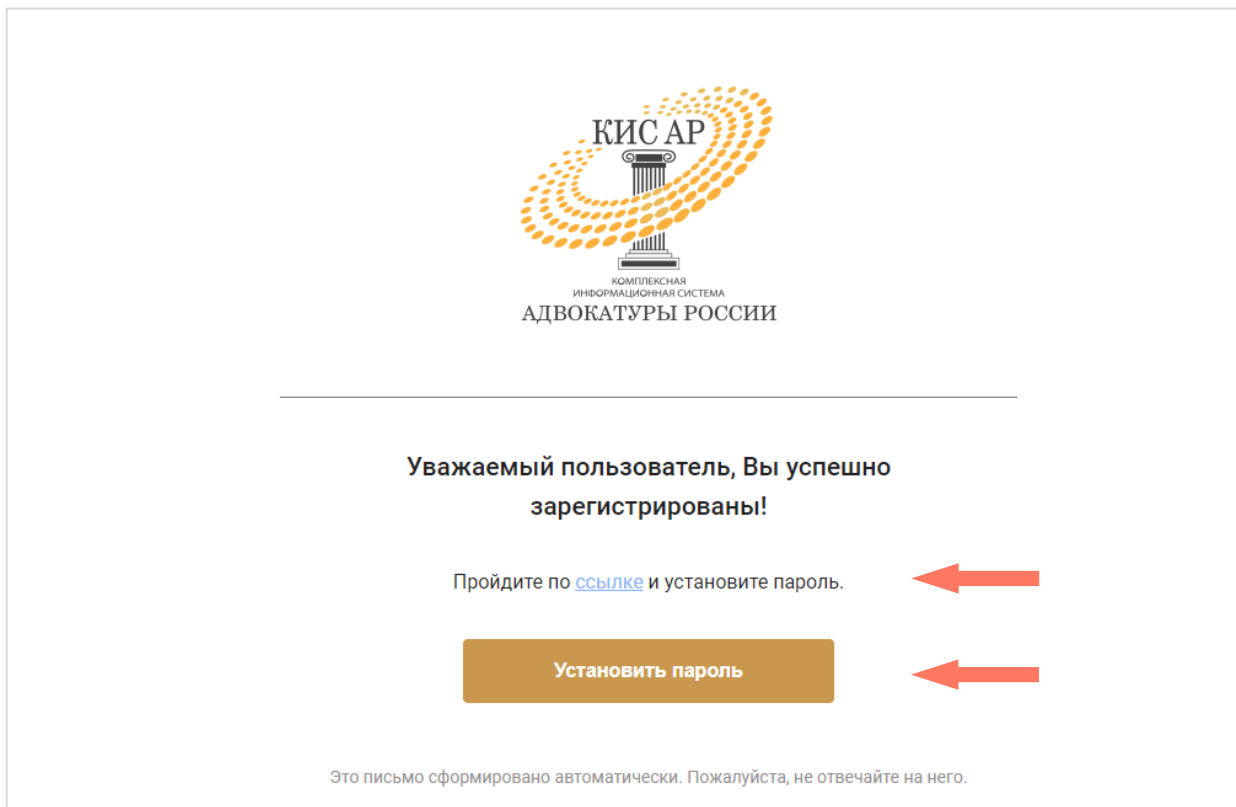 КИС АР
КОМПЛЕКСНАЯ
ИНФОРМАЦИОННАЯ СИСТЕМА
АДВОКАТУРЫ РОССИИ
Уважаемый пользователь, Вы успешно
зарегистрированы!
Пройдите по ссылке и установите пароль.
Установить пароль
Это письмо сформировано автоматически. Пожалуйста, не отвечайте на него.